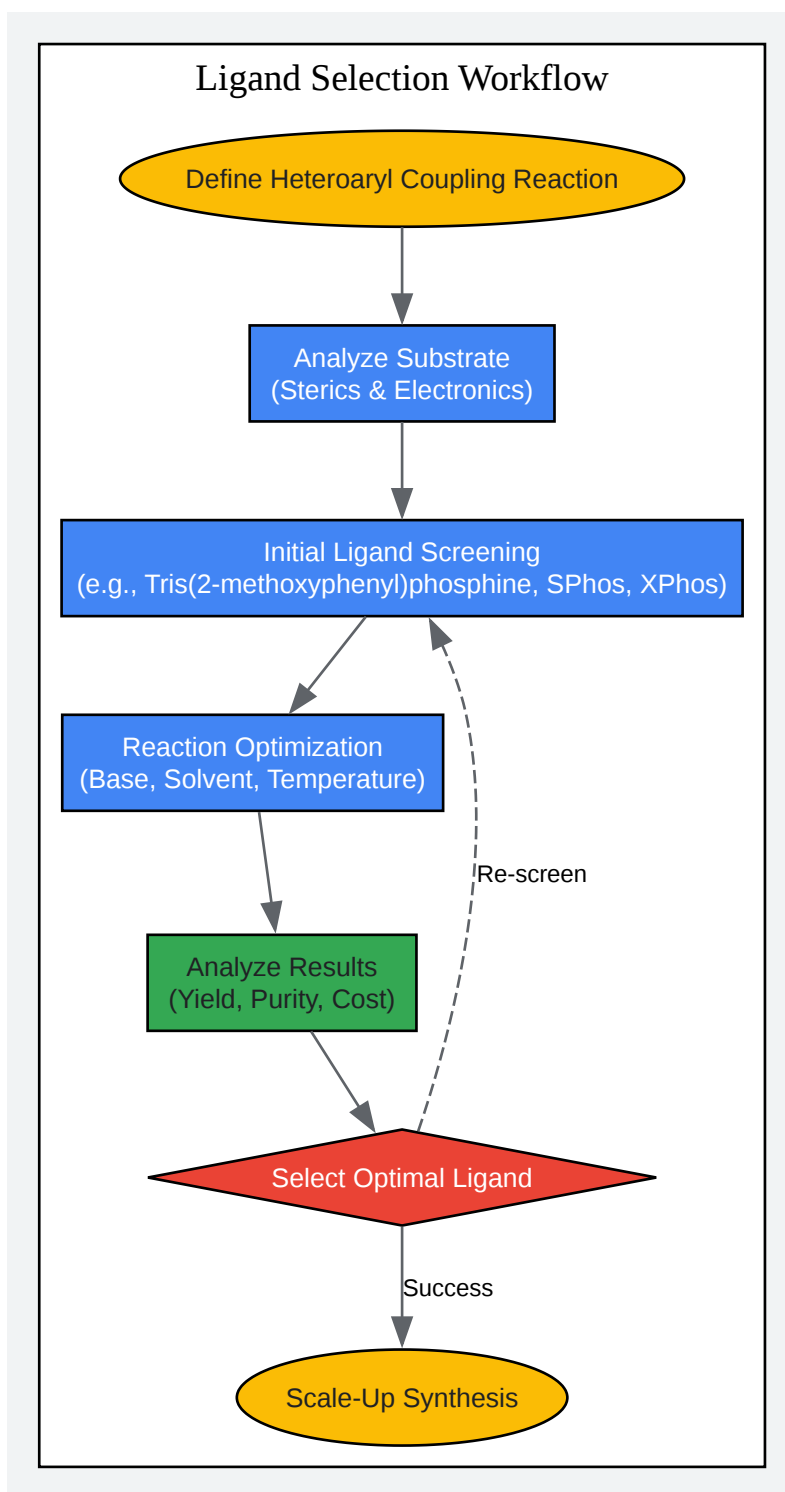 Ligand Selection Workflow
Define Heteroaryl Coupling Reaction
Analyze Substrate
(Sterics & Electronics)
Initial Ligand Screening
(e.g., Tris(2-methoxyphenyl)phosphine, SPhos, XPhos)
Reaction Optimization
(Base, Solvent, Temperature)
Re-screen
Analyze Results
(Yield, Purity, Cost)
Select Optimal Ligand
Success
Scale-Up Synthesis